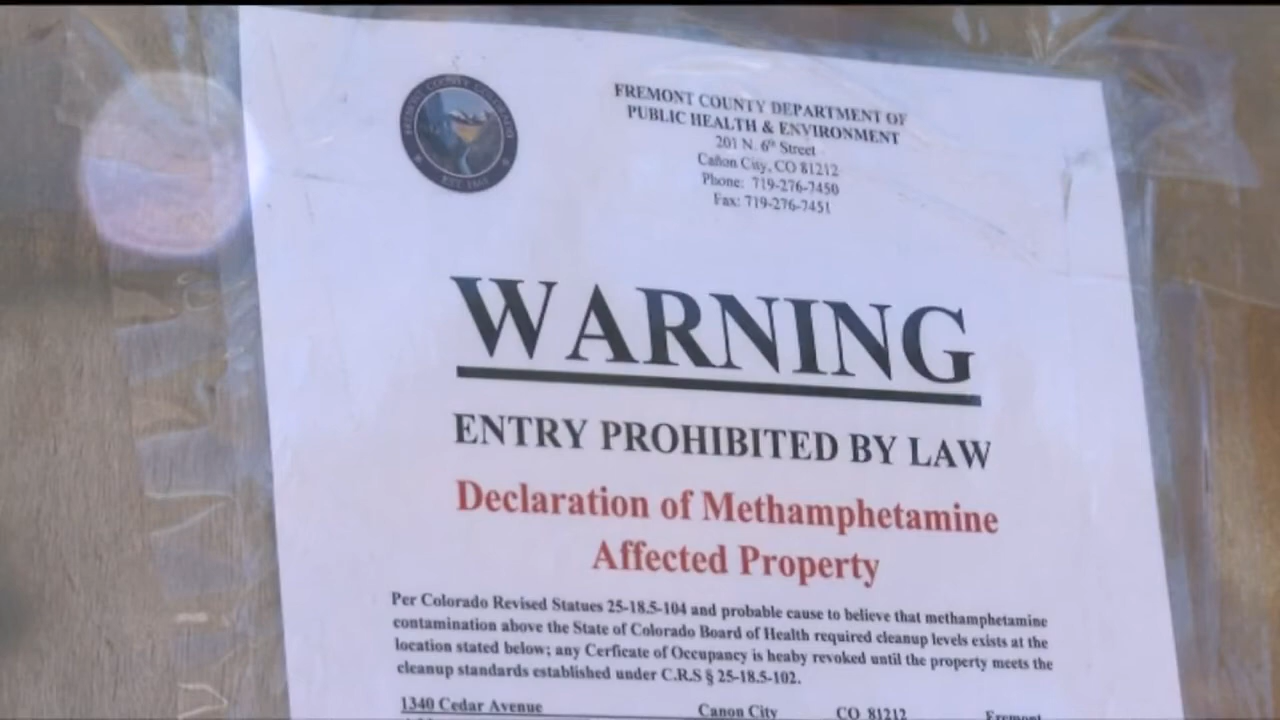 FREMONT COUNTY DEPARTMENT OF
PUBLIC HEALTH & ENVIRONMENT
201 N. 6th Street
Cañon City, CO 81212
Phone: 719-276-7450
Fax: 719-276-7451
WARNING
ENTRY PROHIBITED BY LAW
Declaration of Methamphetamine
Affected Property
Per Colorado Revised Statues 25-18.5-104 and probable cause to believe that methamphetamine
contamination above the State of Colorado Board of Health required cleanup levels exists at the
location stated below; any Cerficate of Occupancy is heaby revoked until the property meets the
cleanup standards established under C.R.S § 25-18.5-102.
1340 Cedar Avenue Canon City CO 81212 Fremont